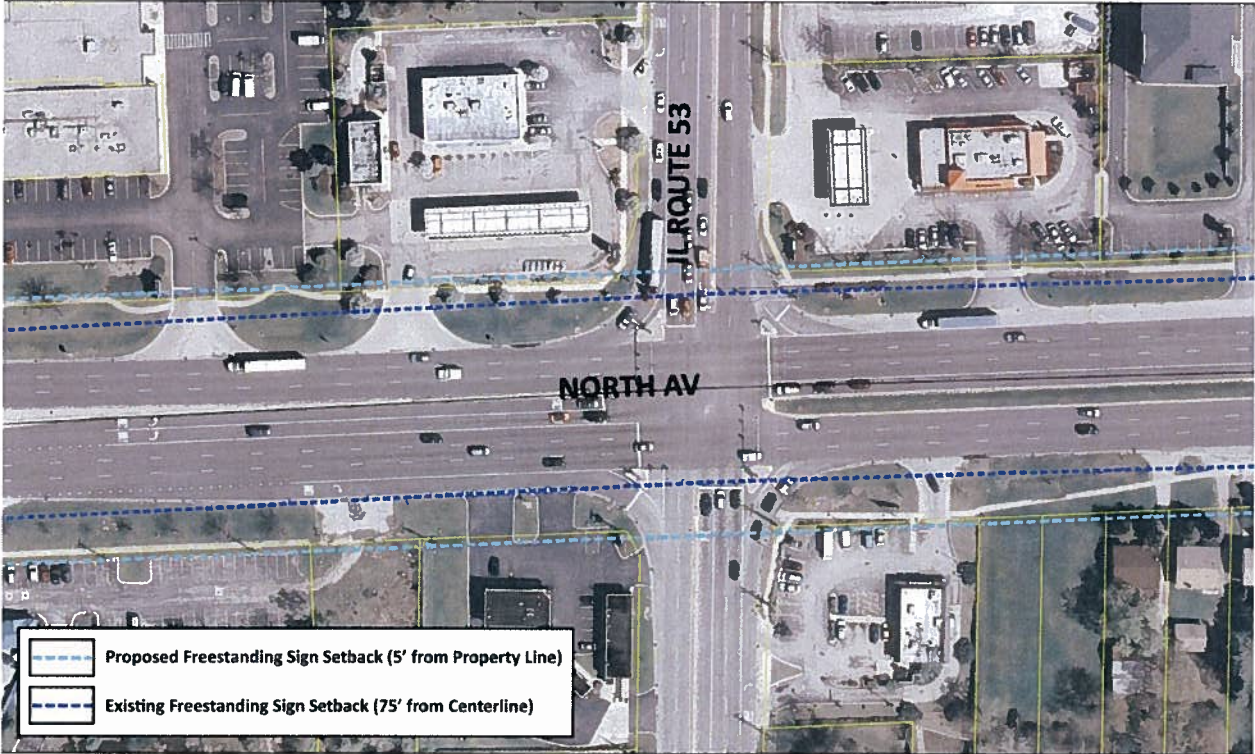 IL ROUTE 53
NORTH AV
Proposed Freestanding Sign Setback (5' from Property Line)
Existing Freestanding Sign Setback (75' from Centerline)